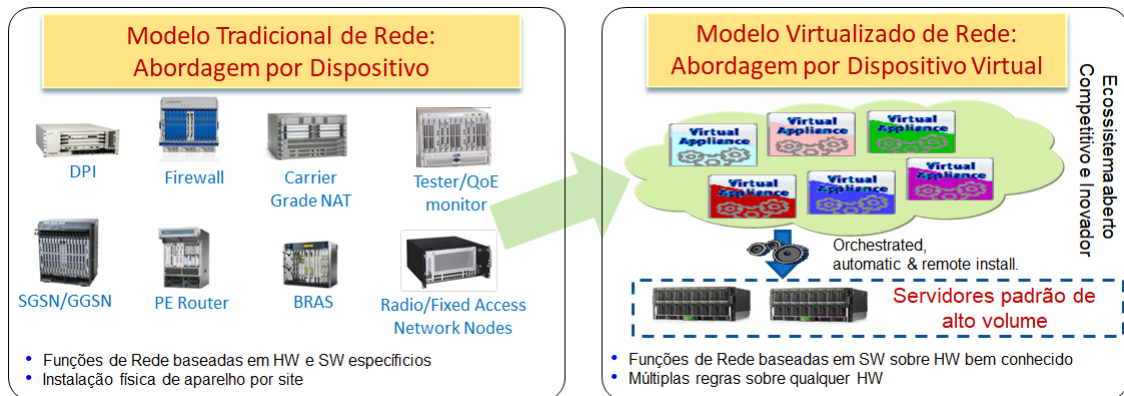 Modelo Tradicional de Rede:
Abordagem por Dispositivo
DPI
Firewall
Carrier
Grade NAT
Tester/QoE
monitor
SGSN/GGSN
PE Router
BRAS
Radio/Fixed Access
Network Nodes
• Funções de Rede baseadas em HW e SW específicios
• Instalação física de aparelho por site
Modelo Virtualizado de Rede:
Abordagem por Dispositivo Virtual
Virtual
Appliance
Virtual
Appliance
Virtual
Appliance
Virtual
Appliance
Virtual
Appliance
Virtual
Appliance
Orchestrated,
automatic & remote install.
Servidores padrão de
alto volume
Ecossistema aberto
Competitivo e Inovador
• Funções de Rede baseadas em SW sobre HW bem conhecido
• Múltiplas regras sobre qualquer HW